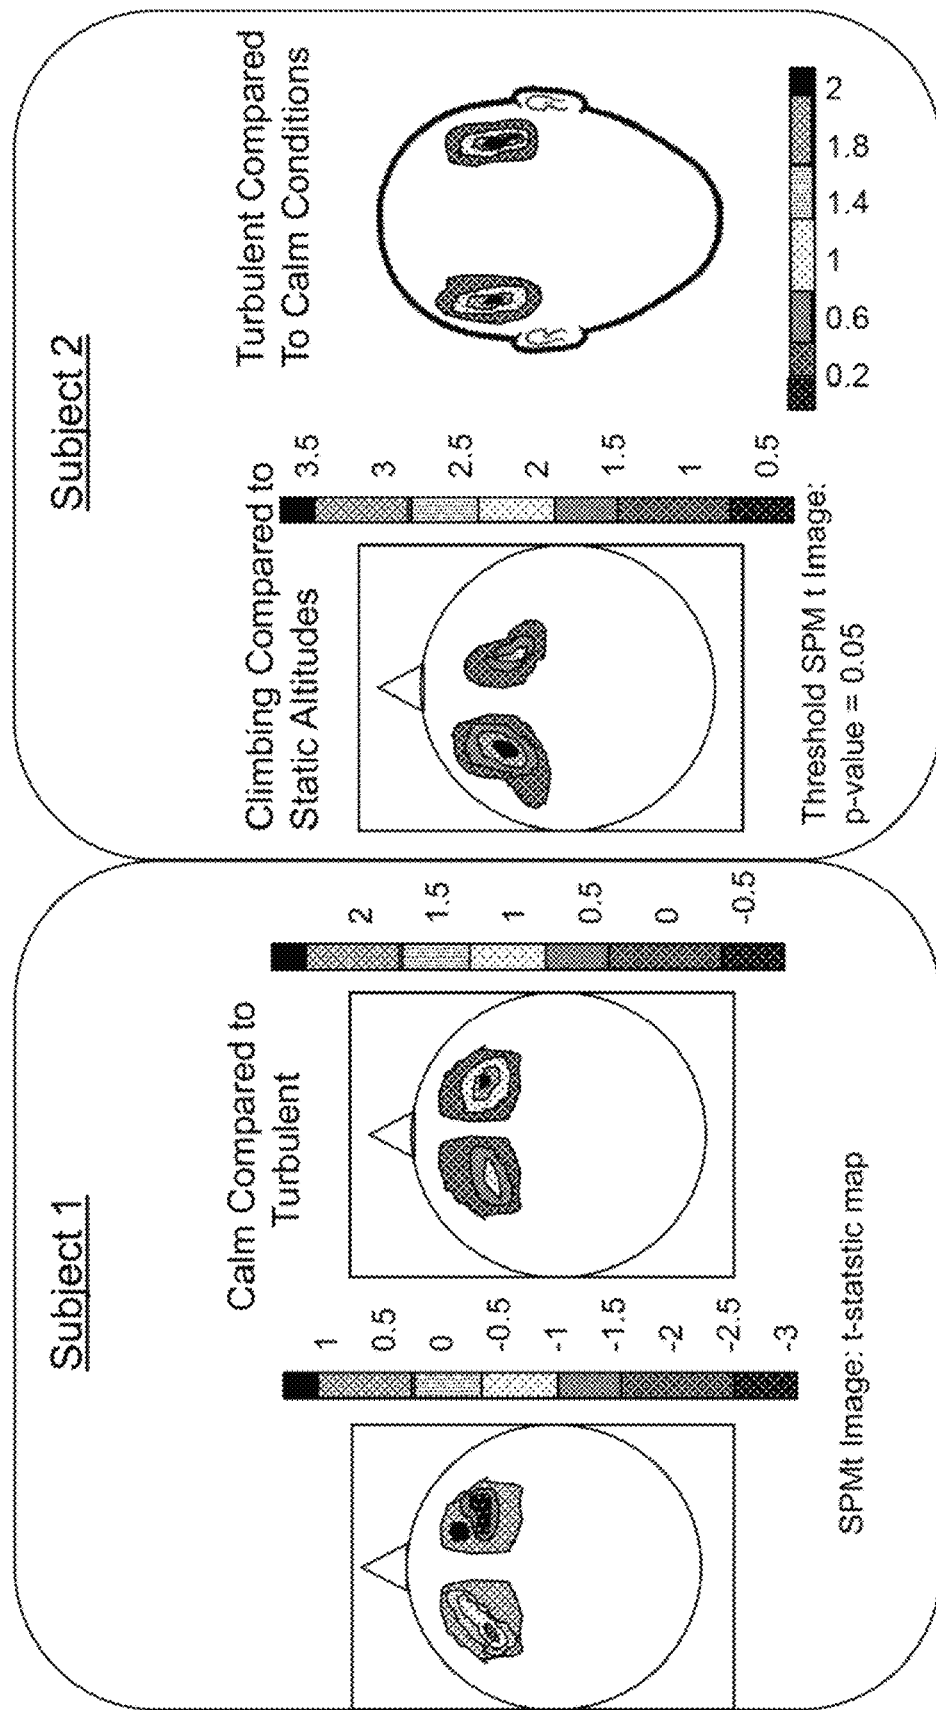 Subject 1
Calm Compared to
Turbulent
1
0.5
0
-0.5
-1
-1.5
-2
-2.5
-3
2
1.5
1
0.5
0
-0.5
SPMt Image: t-statstic map
Subject 2
Climbing Compared to
Static Altitudes
3.5
3
2.5
2
1.5
1
0.5
Threshold SPM t Image:
p-value = 0.05
Turbulent Compared
To Calm Conditions
0.2
0.6
1
1.4
1.8
2